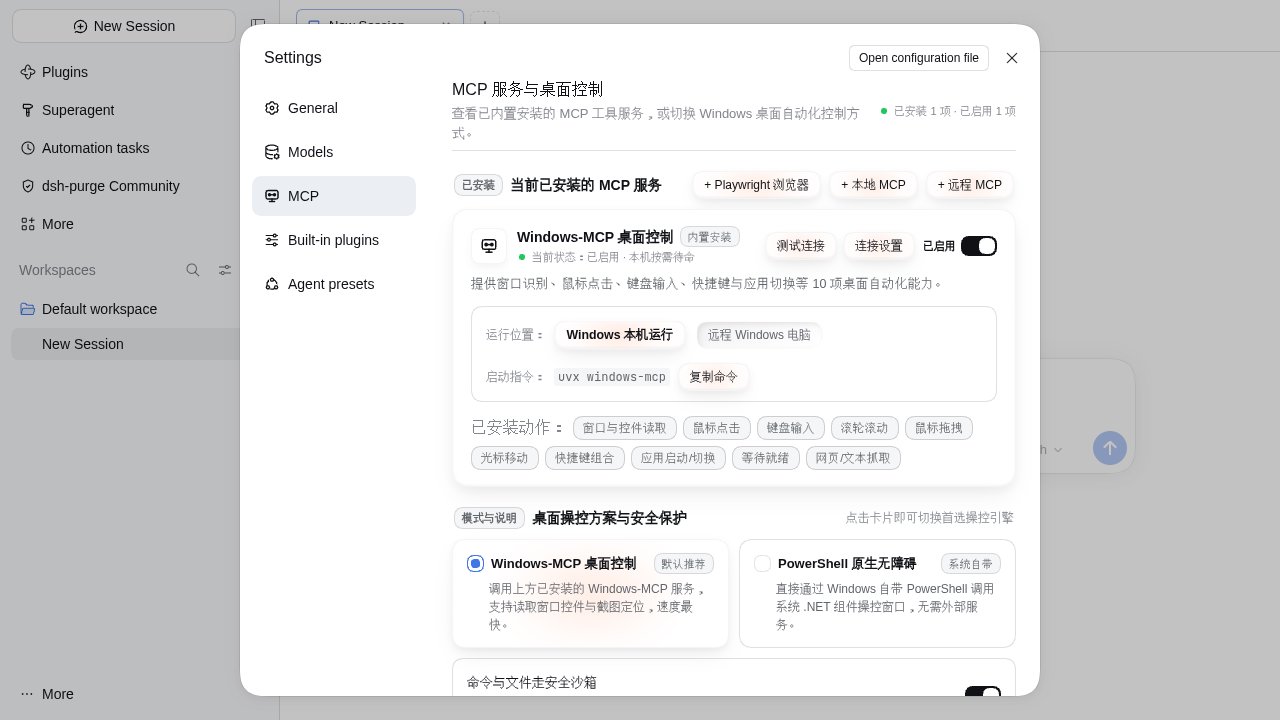 New Session
New Session
Plugins
Superagent
Automation tasks
dsh-purge Community
More
Workspaces
Default workspace
New Session
More
Settings
Open configuration file
General
Models
MCP
Built-in plugins
Agent presets
MCP 服务与桌面控制
查看已内置安装的 MCP 工具服务，或切换 Windows 桌面自动化控制方
式。
已安装 1 项 · 已启用 1 项
已安装 当前已安装的 MCP 服务 + Playwright 浏览器 + 本地 MCP + 远程 MCP
Windows-MCP 桌面控制 内置安装
当前状态：已启用 · 本机按需待命
测试连接 连接设置 已启用
提供窗口识别、鼠标点击、键盘输入、快捷键与应用切换等 10 项桌面自动化能力。
运行位置： Windows 本机运行 远程 Windows 电脑
启动指令： uvx windows-mcp 复制命令
已安装动作： 窗口与控件读取 鼠标点击 键盘输入 滚轮滚动 鼠标拖拽
光标移动 快捷键组合 应用启动/切换 等待就绪 网页/文本抓取
模式与说明 桌面操控方案与安全保护 点击卡片即可切换首选操控引擎
Windows-MCP 桌面控制 默认推荐
调用上方已安装的 Windows-MCP 服务，
支持读取窗口控件与截图定位，速度最
快。
PowerShell 原生无障碍 系统自带
直接通过 Windows 自带 PowerShell 调用
系统 .NET 组件操控窗口，无需外部服
务。
命令与文件走安全沙箱
h